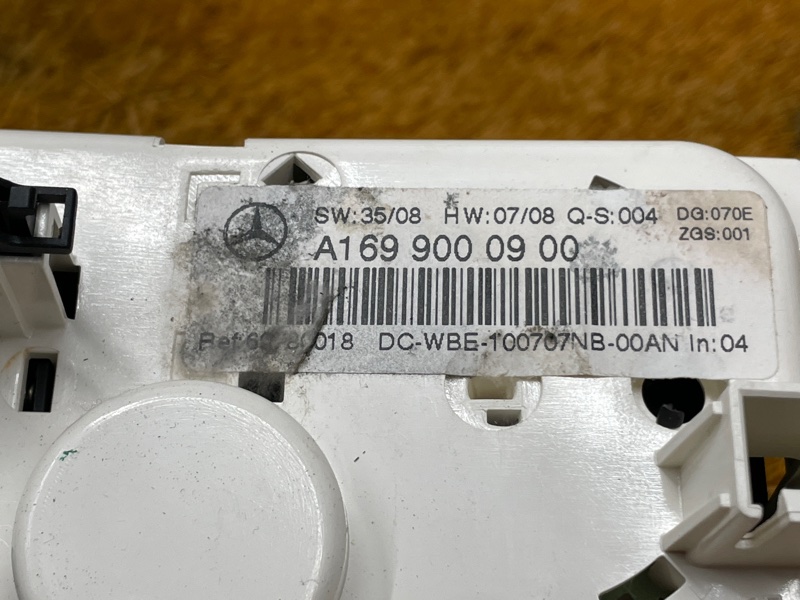 SW:35/08 HW:07/08 Q-S:004 DG:070E
ZGS:001
A169 900 09 00
DC-WBE-100707NB-00AN In:04